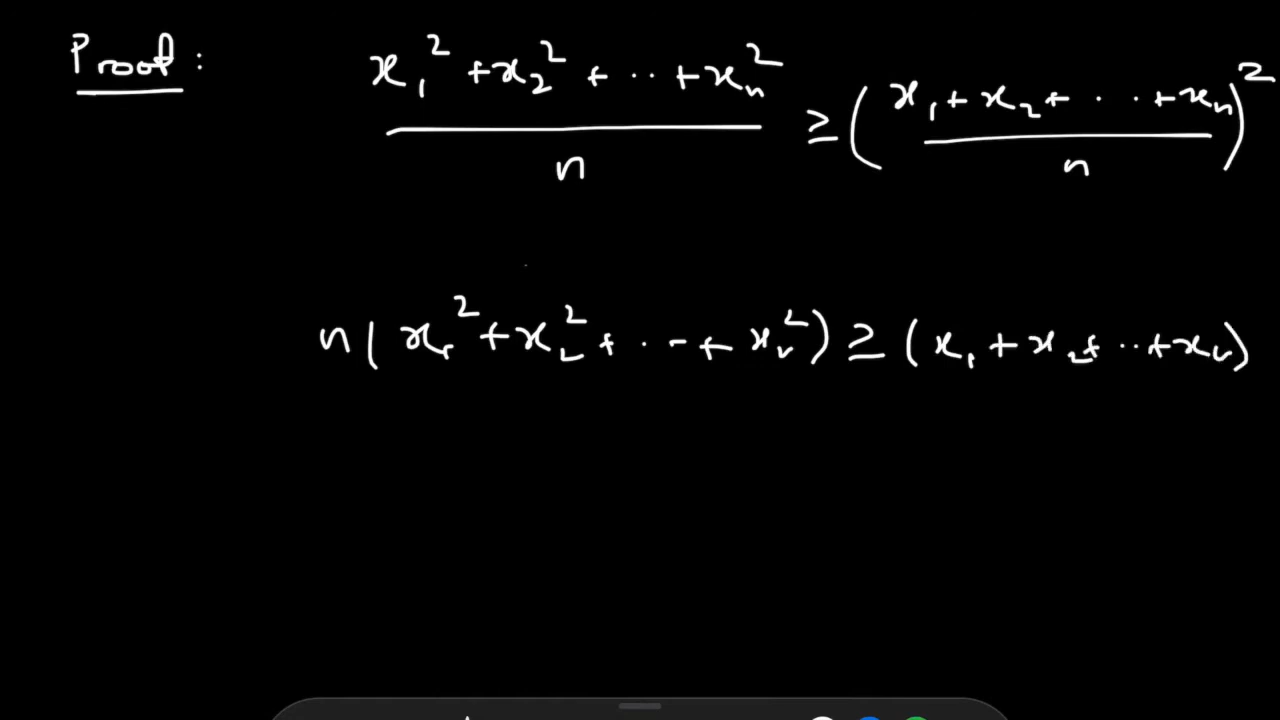 Proof : (x₁² + x₂² + ·· + xₙ²) / n ≥ ((x₁ + x₂ + · ·· + xₙ) / n)²
n(x₁² + x₂² + ·-· + xₙ²) ≥ (x₁ + x₂ + ·· + xₙ)